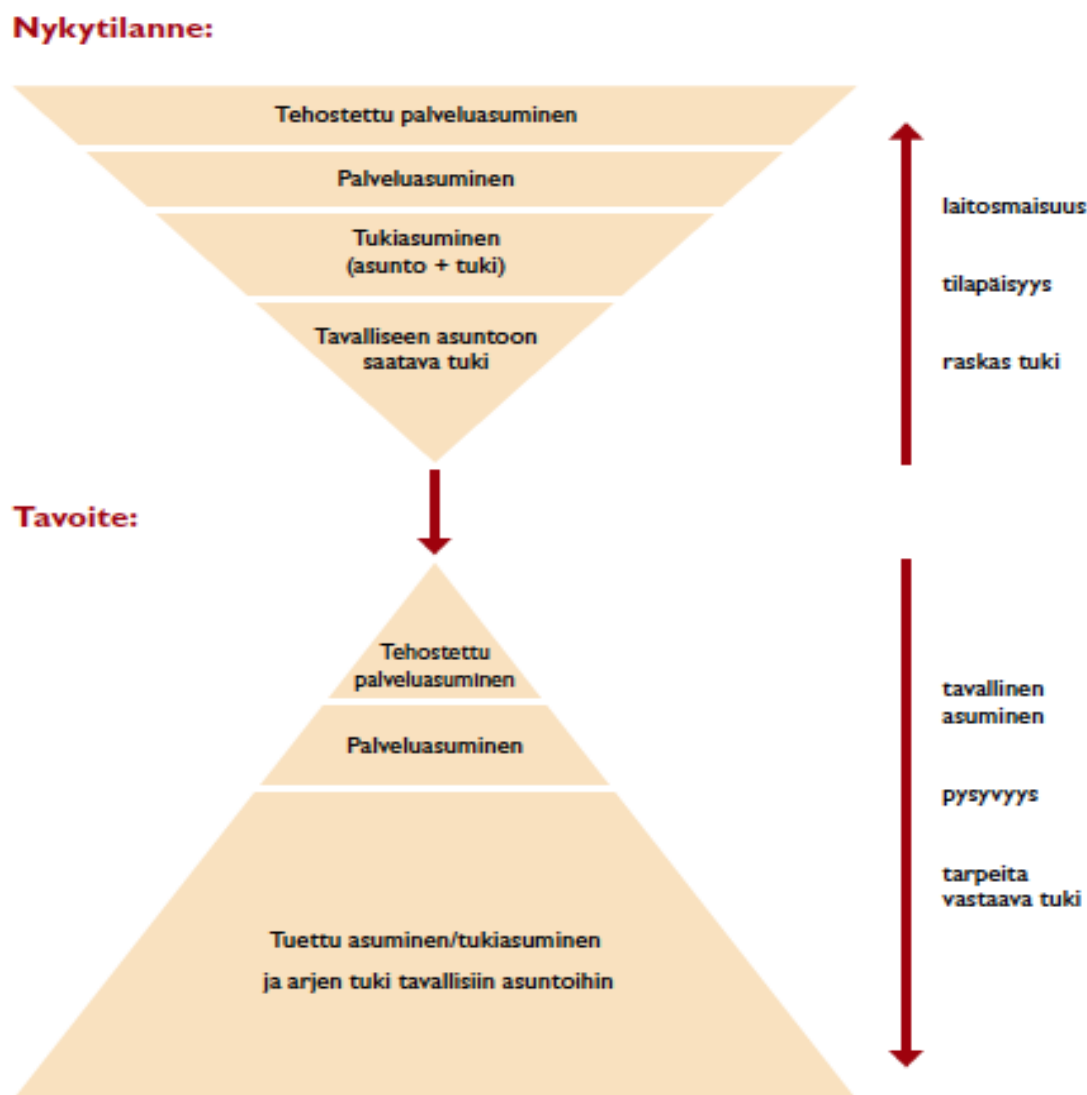 Nykytilanne:
Tehostettu palveluasuminen
Palveluasuminen
Tukiasuminen
(asunto + tuki)
Tavalliseen asuntoon
saatava tuki
laitosmaisuus
tilapäisyys
raskas tuki
Tavoite:
Tehostettu
palveluasuminen
Palveluasuminen
Tuettu asuminen/tukiasuminen
ja arjen tuki tavallisiin asuntoihin
tavallinen
asuminen
pysyvyys
tarpeita
vastaava tuki